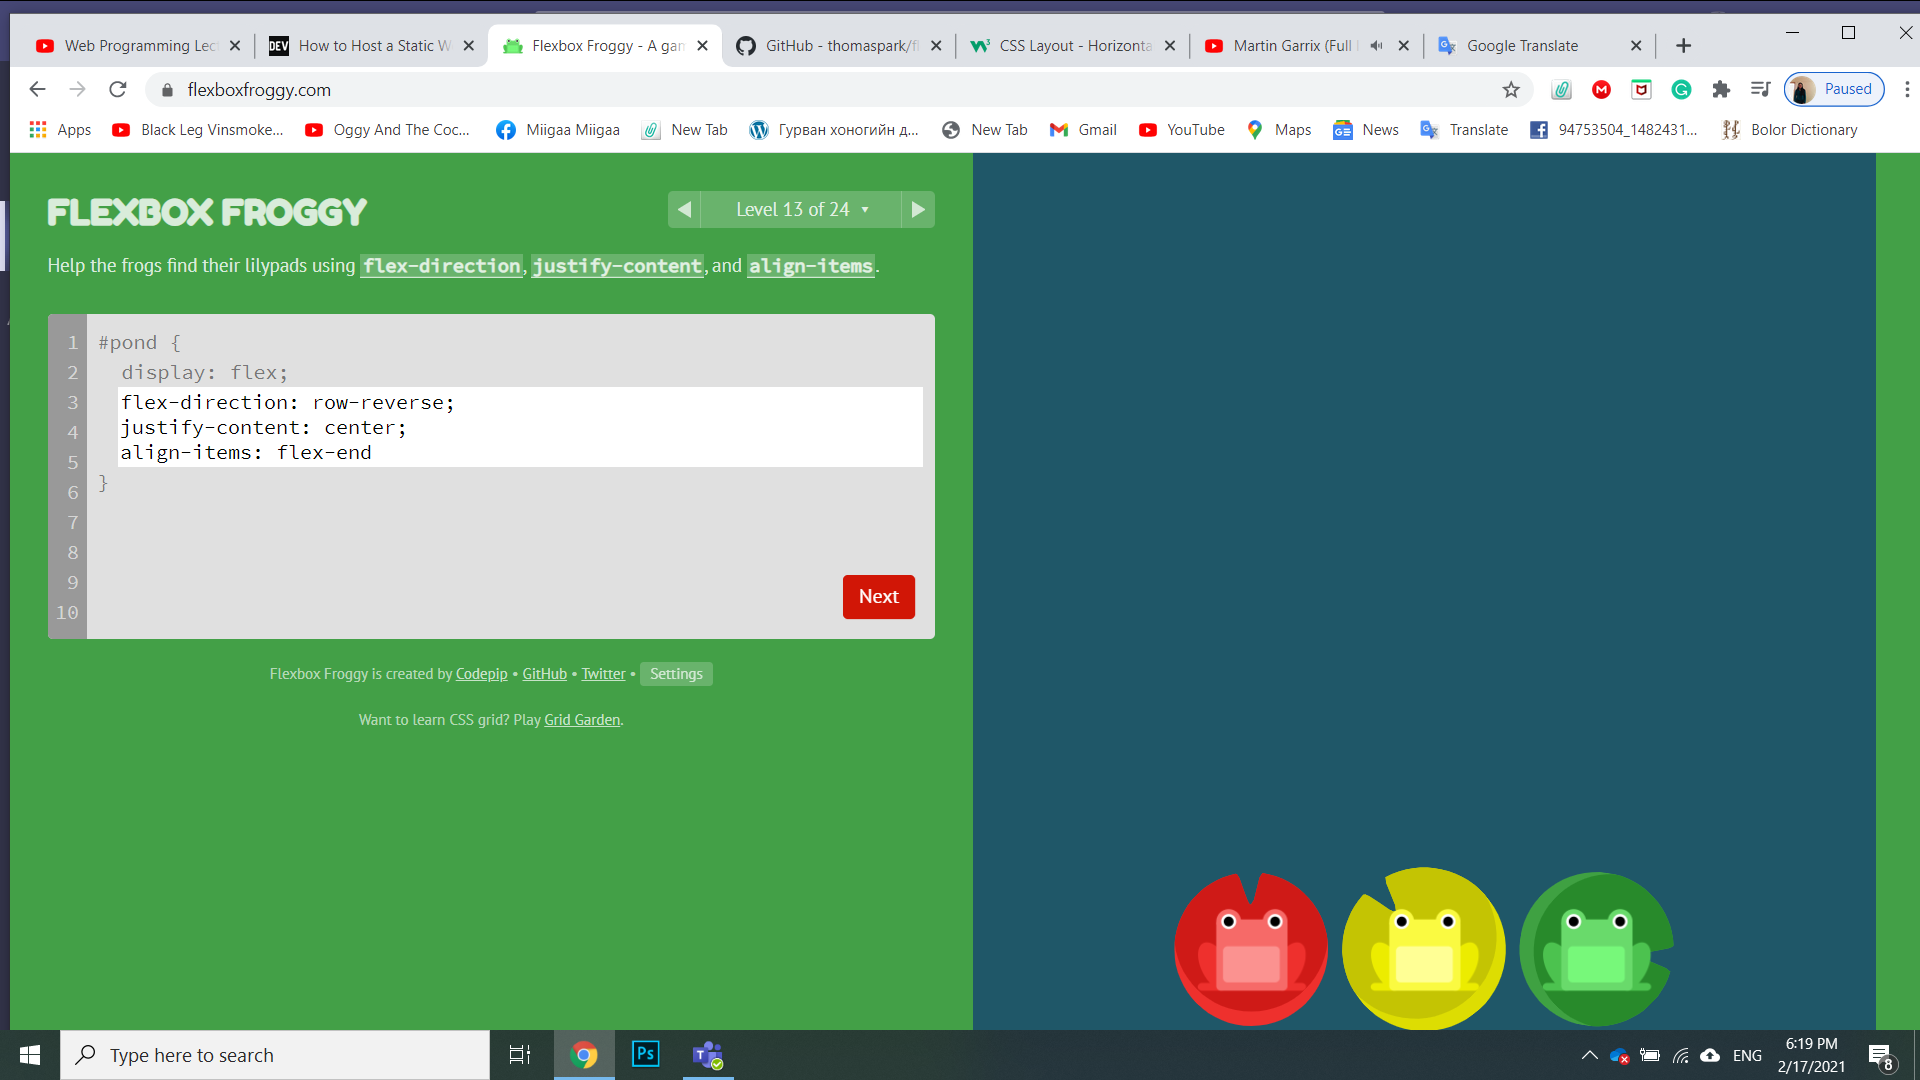 Web Programming Lec
How to Host a Static W
Flexbox Froggy - A gam
GitHub - thomaspark/fl
CSS Layout - Horizonta
Martin Garrix (Full
Google Translate
flexboxfroggy.com
Paused
Apps
Black Leg Vinsmoke...
Oggy And The Coc...
Miigaa Miigaa
New Tab
Гурван хоногийн д...
New Tab
Gmail
YouTube
Maps
News
Translate
94753504_1482431...
Bolor Dictionary
FLEXBOX FROGGY
Level 13 of 24
Help the frogs find their lilypads using flex-direction, justify-content, and align-items.
1 #pond {
2 display: flex;
3 flex-direction: row-reverse;
4 justify-content: center;
5 align-items: flex-end
6 }
7
8
9
10
Next
Flexbox Froggy is created by Codepip • GitHub • Twitter • Settings
Want to learn CSS grid? Play Grid Garden.
Type here to search
Ps
ENG
6:19 PM
2/17/2021
8